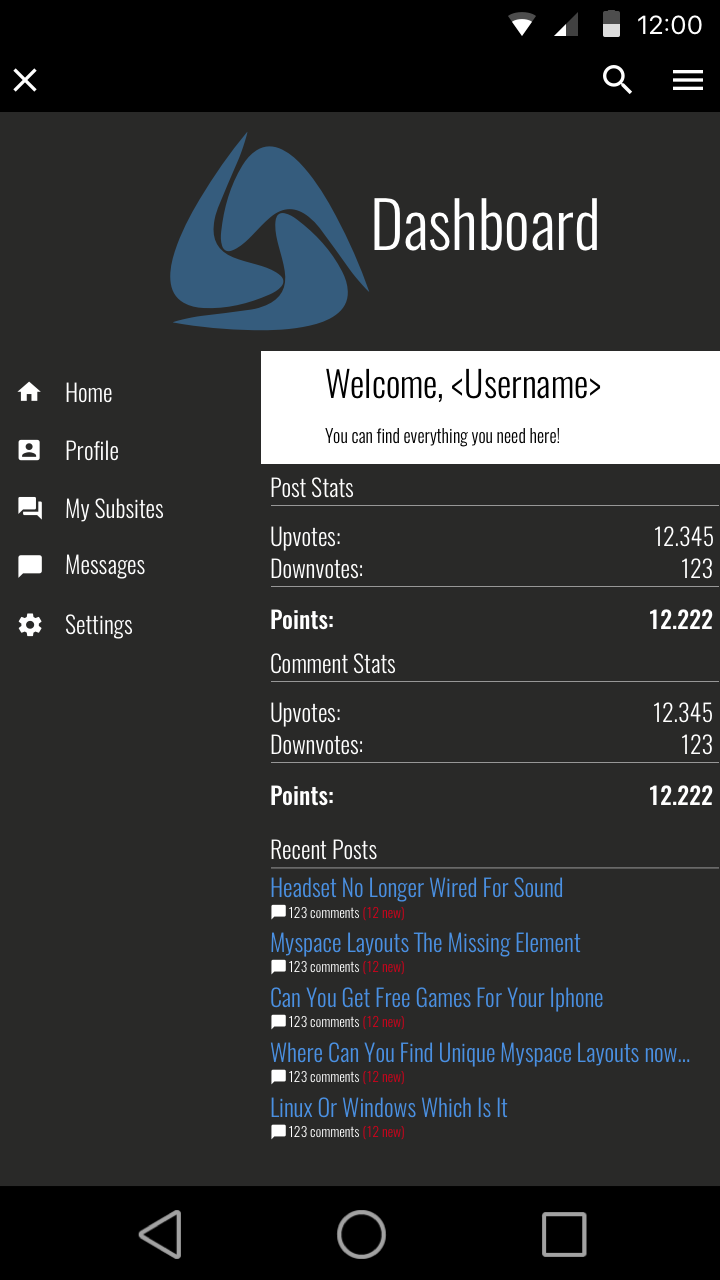 12:00
Dashboard
Home
Profile
My Subsites
Messages
Settings
Welcome, <Username>
You can find everything you need here!
Post Stats
Upvotes: 12.345
Downvotes: 123
Points: 12.222
Comment Stats
Upvotes: 12.345
Downvotes: 123
Points: 12.222
Recent Posts
Headset No Longer Wired For Sound
123 comments (12 new)
Myspace Layouts The Missing Element
123 comments (12 new)
Can You Get Free Games For Your Iphone
123 comments (12 new)
Where Can You Find Unique Myspace Layouts now...
123 comments (12 new)
Linux Or Windows Which Is It
123 comments (12 new)